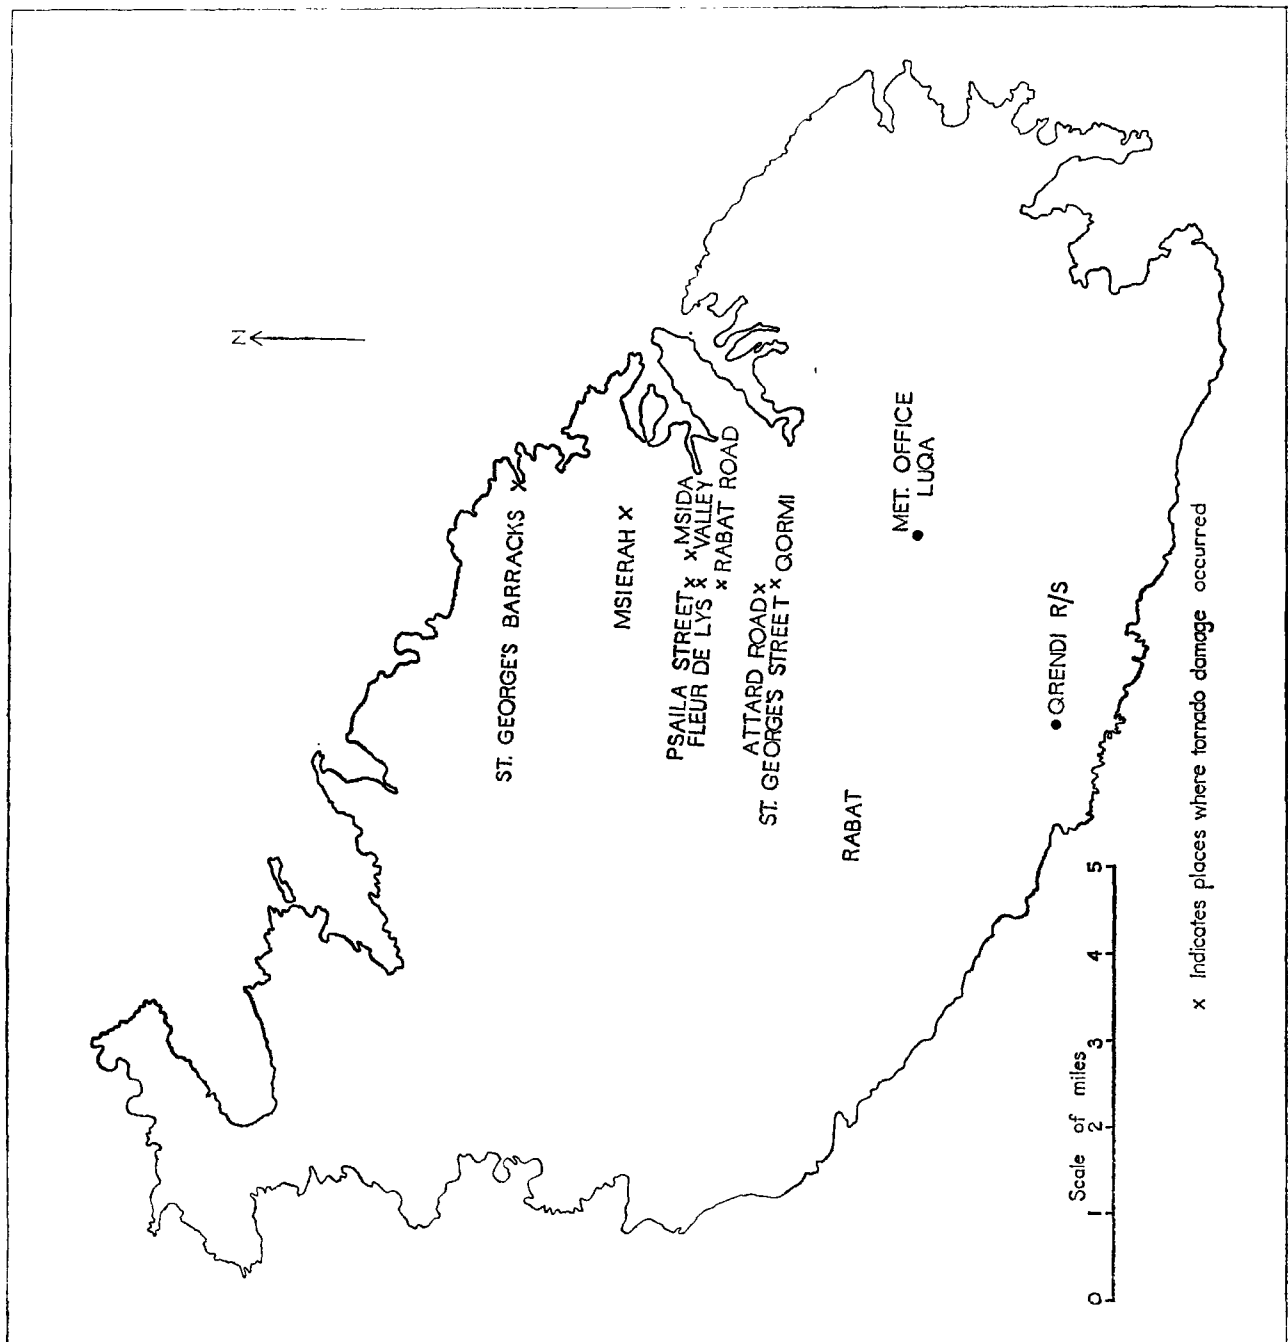 N
ST. GEORGE'S BARRACKS x
MSIERAH x
PSAILA STREET x
x MSIDA
VALLEY
FLEUR DE LYS x
x RABAT ROAD
ATTARD ROAD x
ST. GEORGE'S STREET x
QORMI
RABAT
MET. OFFICE
LUQA
QRENDI R/S
Scale of miles
0 1 2 3 4 5
x Indicates places where tornado damage occurred